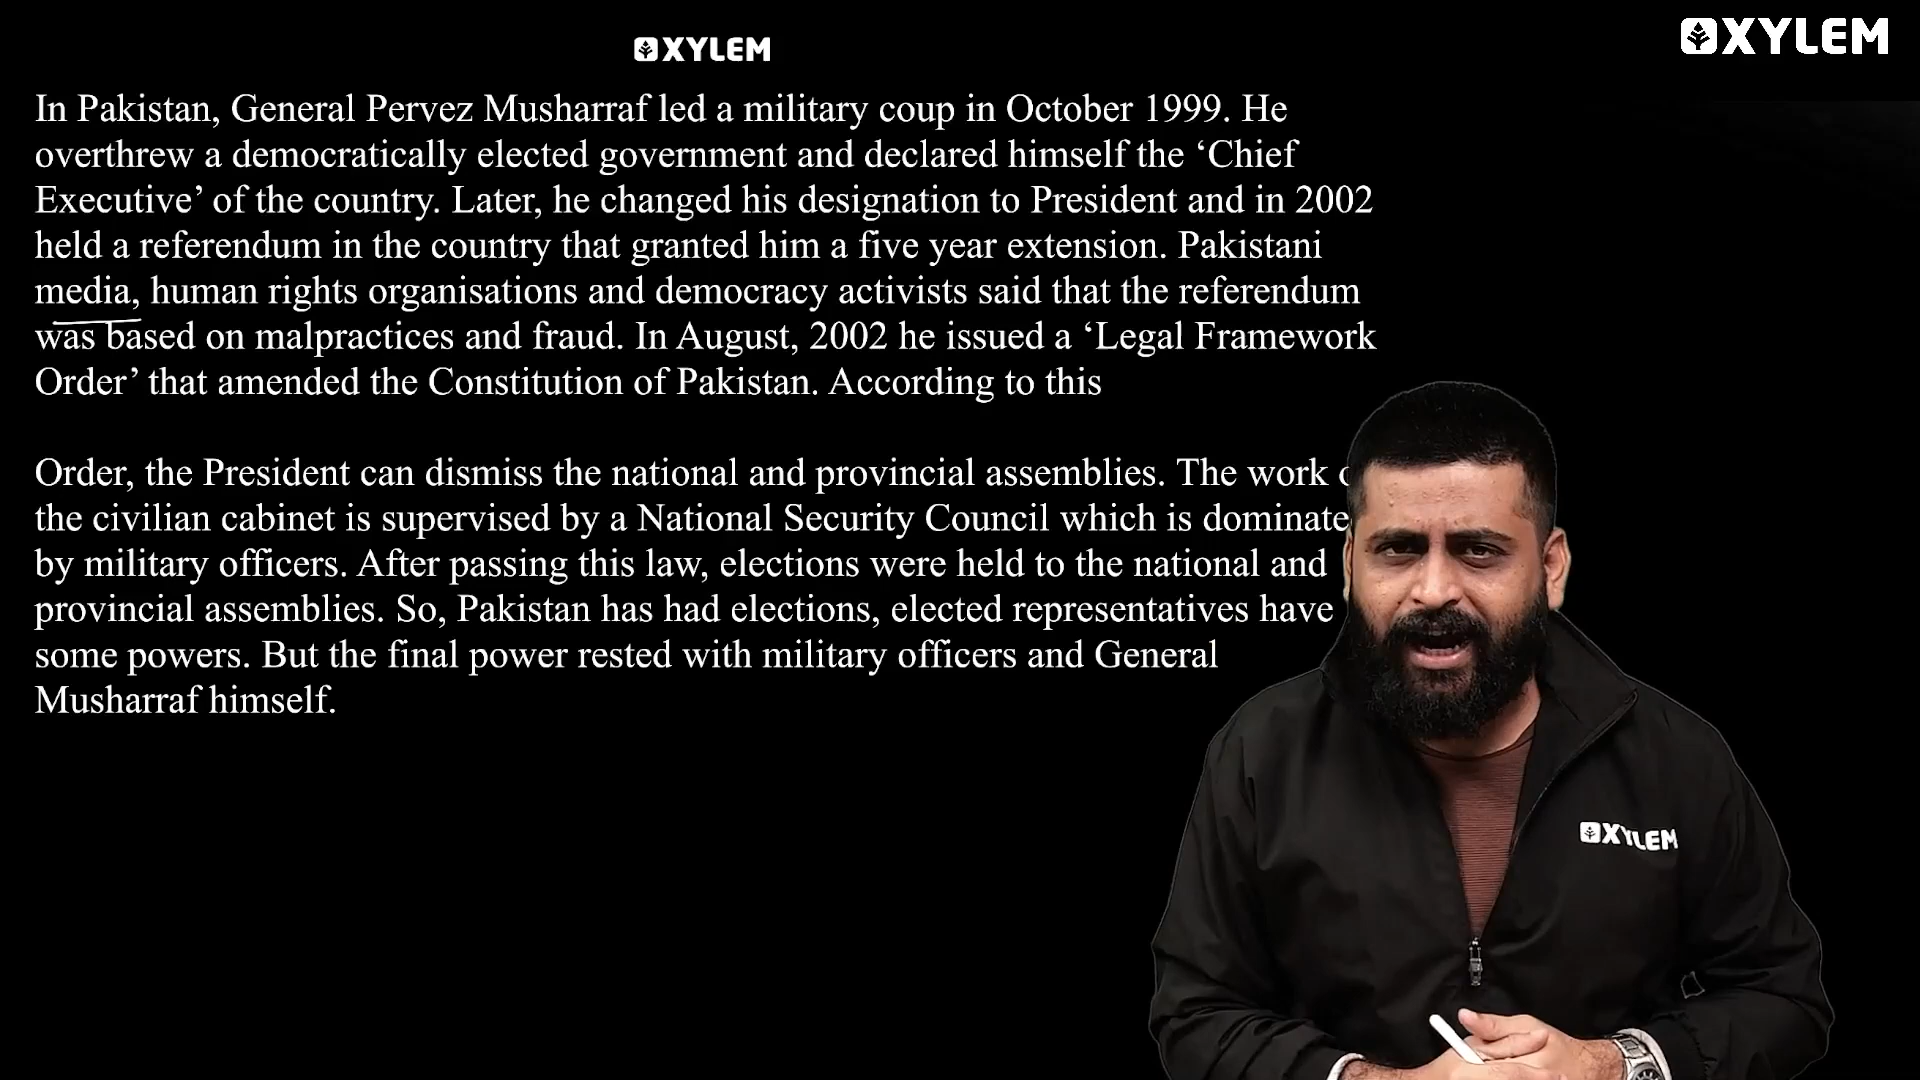 XYLEM
XYLEM
In Pakistan, General Pervez Musharraf led a military coup in October 1999. He
overthrew a democratically elected government and declared himself the ‘Chief
Executive’ of the country. Later, he changed his designation to President and in 2002
held a referendum in the country that granted him a five year extension. Pakistani
media, human rights organisations and democracy activists said that the referendum
was based on malpractices and fraud. In August, 2002 he issued a ‘Legal Framework
Order’ that amended the Constitution of Pakistan. According to this
Order, the President can dismiss the national and provincial assemblies. The work
the civilian cabinet is supervised by a National Security Council which is dominate
by military officers. After passing this law, elections were held to the national and
provincial assemblies. So, Pakistan has had elections, elected representatives have
some powers. But the final power rested with military officers and General
Musharraf himself.
XYLEM